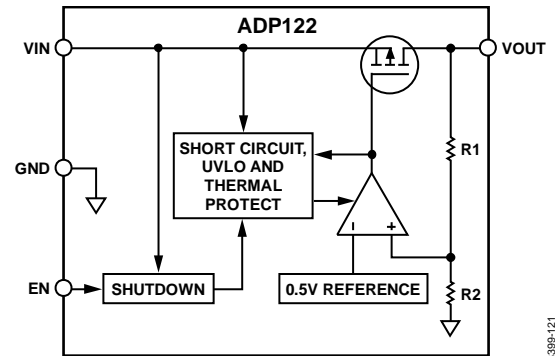 ADP122
VIN
VOUT
SHORT CIRCUIT,
UVLO AND
THERMAL
PROTECT
R1
GND
EN
SHUTDOWN
0.5V REFERENCE
R2
399-121